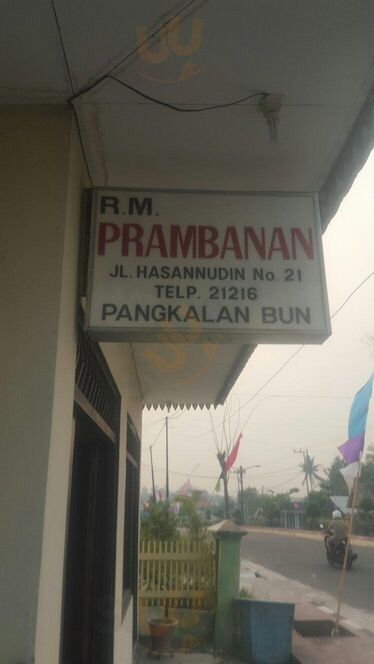 R.M.
PRAMBANAN
JL. HASANNUDIN No. 21
TELP. 21216
PANGKALAN BUN